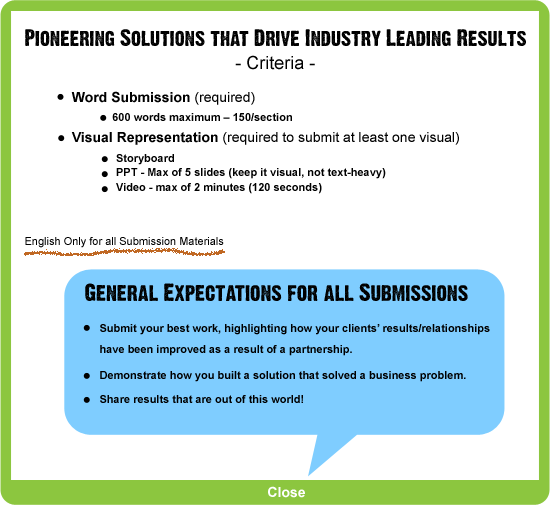 Pioneering Solutions that Drive Industry Leading Results
- Criteria -
• Word Submission (required)
• 600 words maximum – 150/section
• Visual Representation (required to submit at least one visual)
• Storyboard
• PPT - Max of 5 slides (keep it visual, not text-heavy)
• Video - max of 2 minutes (120 seconds)
English Only for all Submission Materials
General Expectations for all Submissions
• Submit your best work, highlighting how your clients' results/relationships
have been improved as a result of a partnership.
• Demonstrate how you built a solution that solved a business problem.
• Share results that are out of this world!
Close